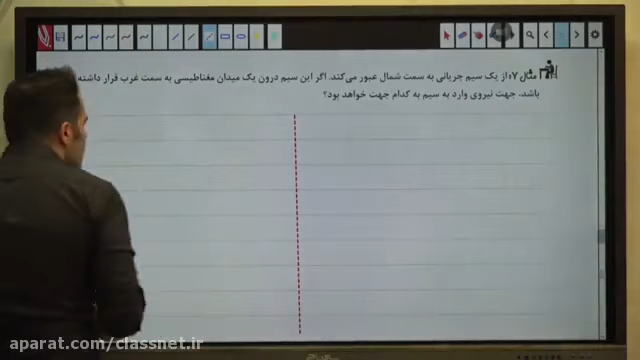 مثال ۰۷: از یک سیم جریانی به سمت شمال عبور می‌کند. اگر این سیم درون یک میدان مغناطیسی به سمت غرب قرار داشته
باشد، جهت نیروی وارد به سیم به کدام جهت خواهد بود؟
aparat.com/classnet.ir